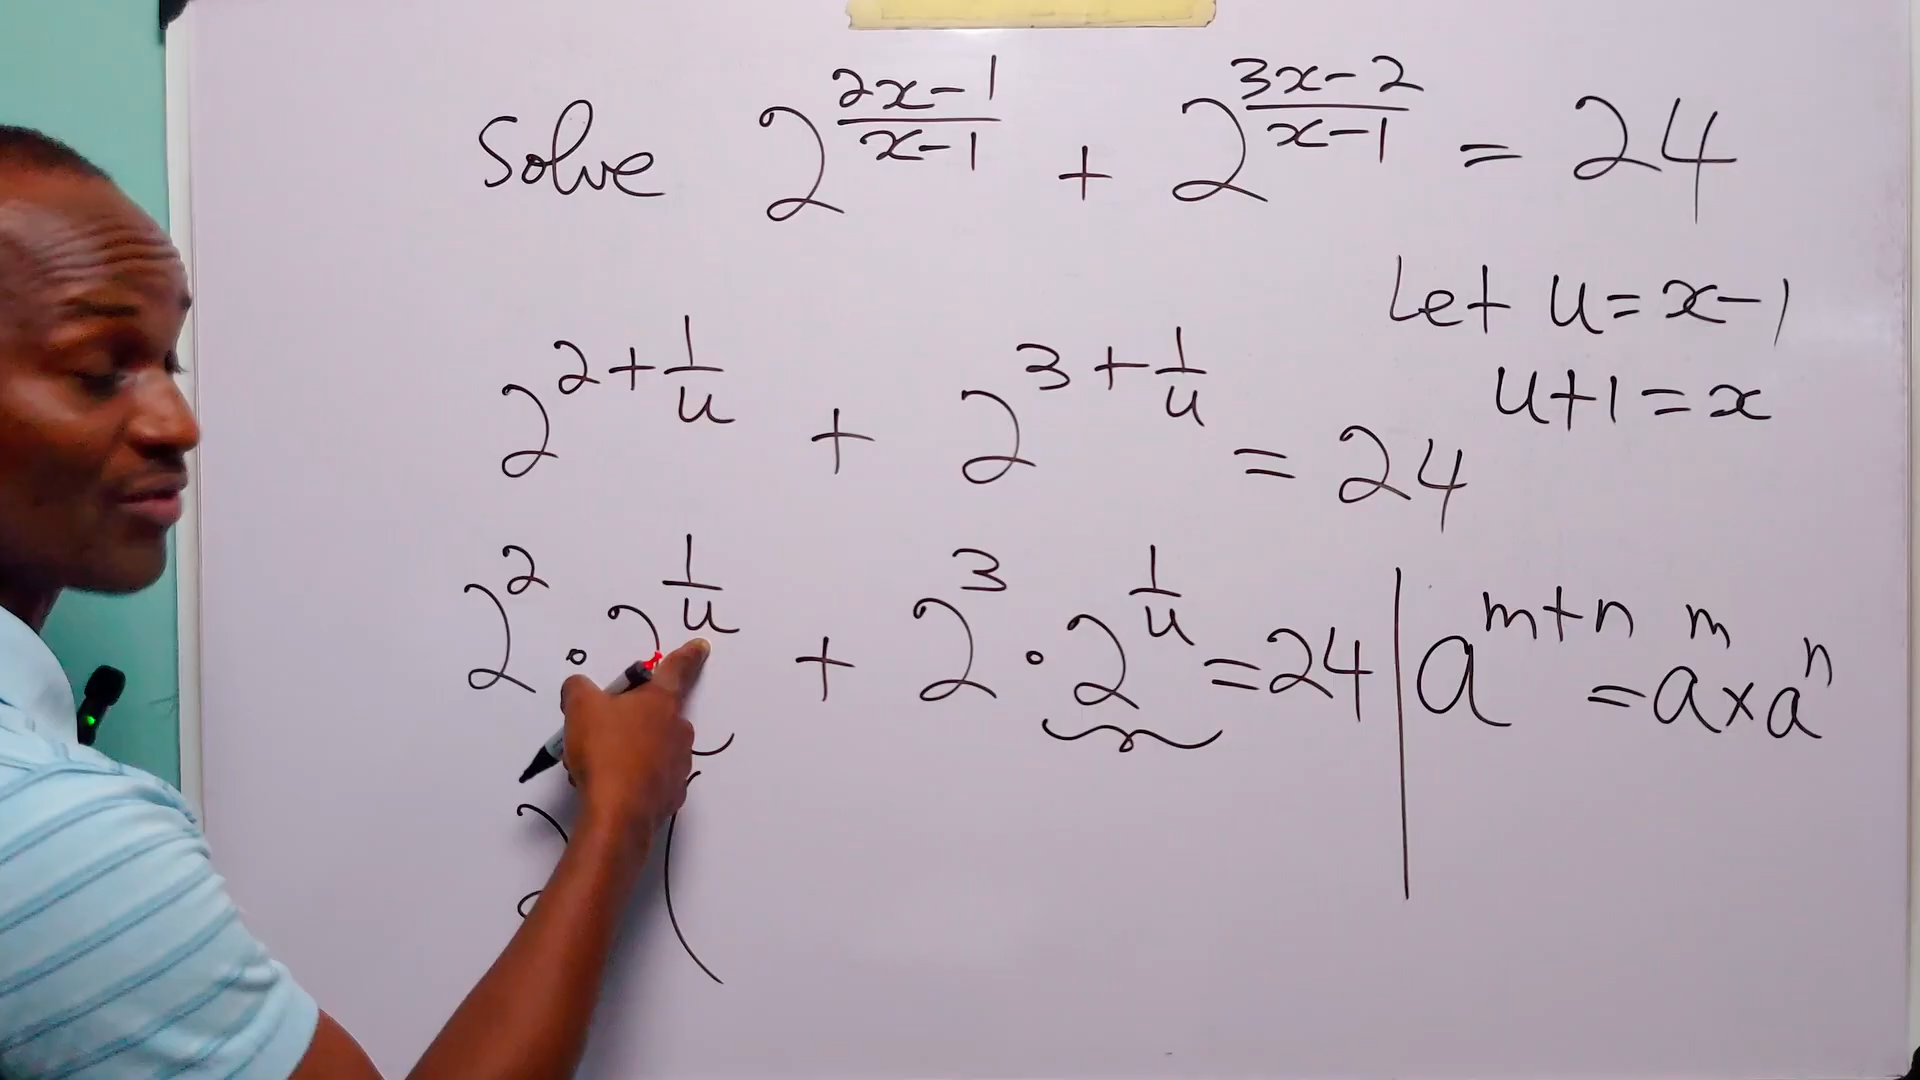 Solve 2^((2x-1)/(x-1)) + 2^((3x-2)/(x-1)) = 24
Let u = x-1
u+1 = x
2^(2+1/u) + 2^(3+1/u) = 24
2^2 · 2^(1/u) + 2^3 · 2^(1/u) = 24 | a^(m+n) = a^m × a^n
(